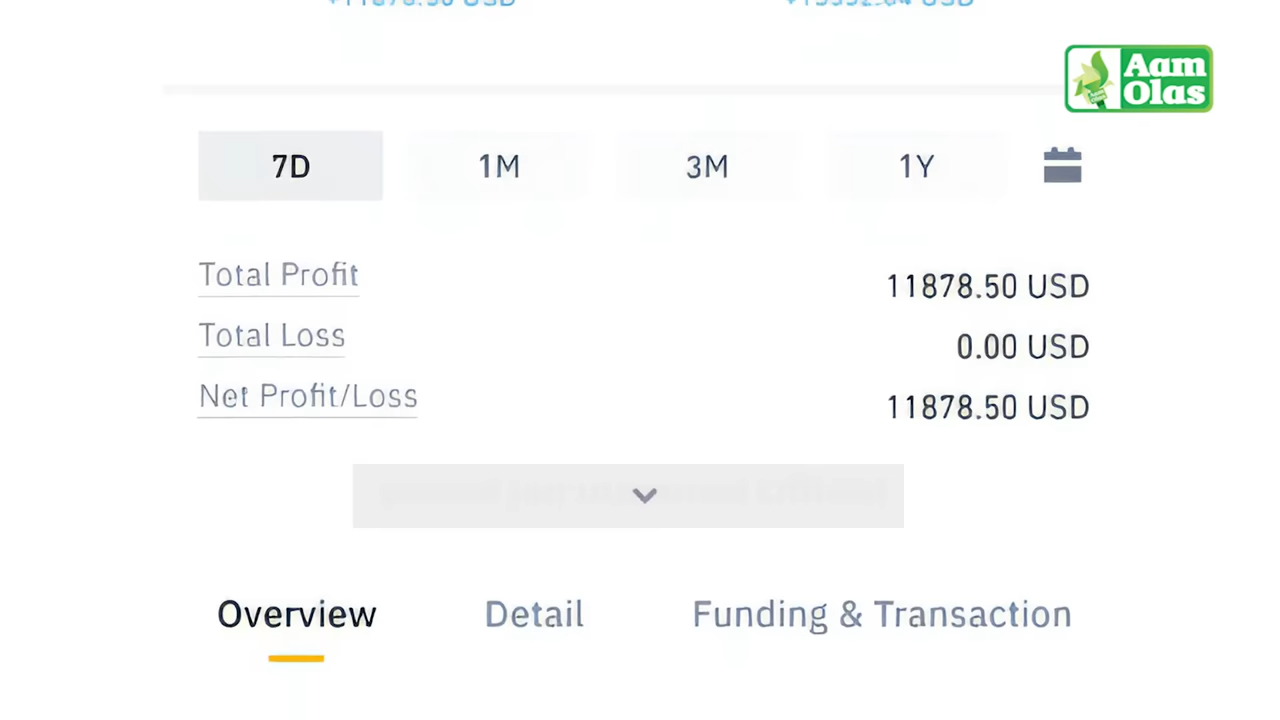 Aam
Olas
7D 1M 3M 1Y
Total Profit 11878.50 USD
Total Loss 0.00 USD
Net Profit/Loss 11878.50 USD
Overview Detail Funding & Transaction